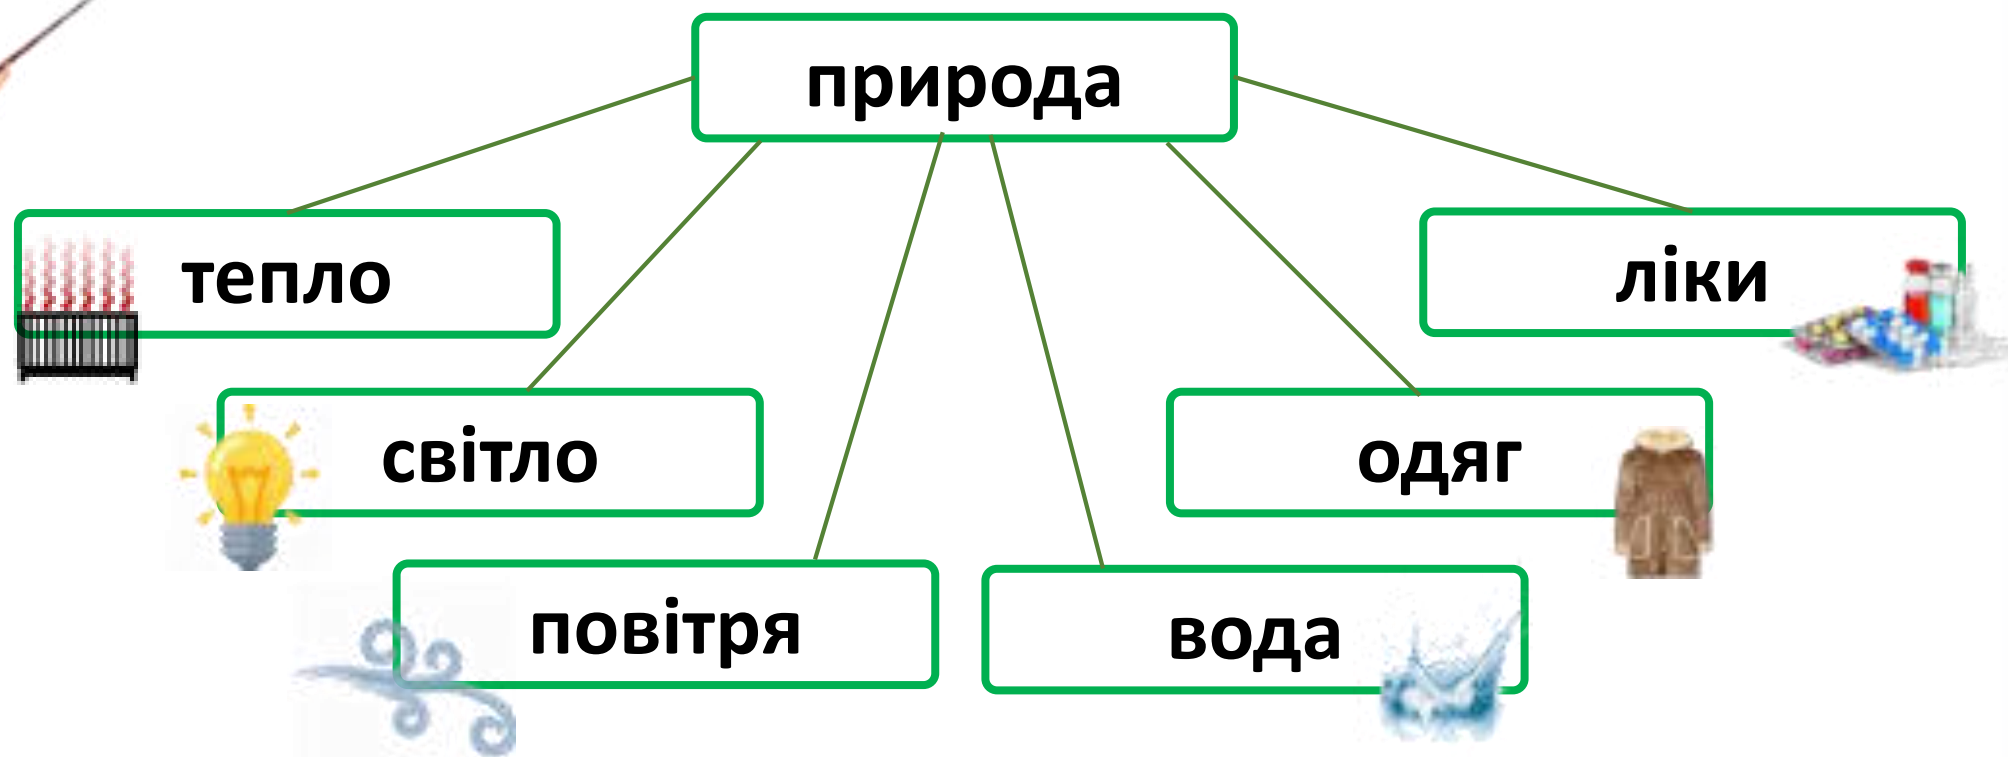 природа
тепло
ліки
світло
одяг
повітря
вода